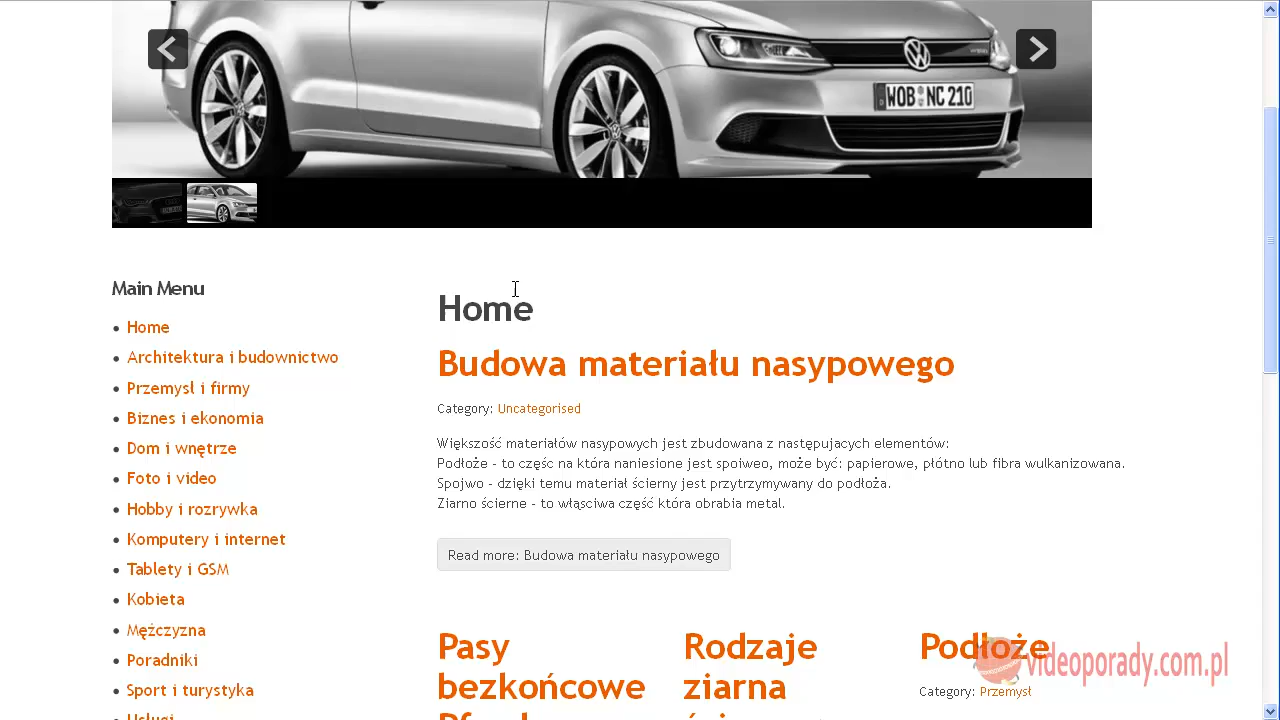 WOB NC 210
Main Menu
Home
Architektura i budownictwo
Przemysł i firmy
Biznes i ekonomia
Dom i wnętrze
Foto i video
Hobby i rozrywka
Komputery i internet
Tablety i GSM
Kobieta
Mężczyzna
Poradniki
Sport i turystyka
Usługi
Home
Budowa materiału nasypowego
Category: Uncategorised
Większość materiałów nasypowych jest zbudowana z następujacych elementów:
Podłoże - to częśc na która naniesione jest spoiweo, może być: papierowe, płótno lub fibra wulkanizowana.
Spojwo - dzięki temu materiał ścierny jest przytrzymywany do podłoża.
Ziarno ścierne - to włąsciwa część która obrabia metal.
Read more: Budowa materiału nasypowego
Pasy
bezkońcowe
Rodzaje
ziarna
Podłoże
Category: Przemysł
videoporady.com.pl